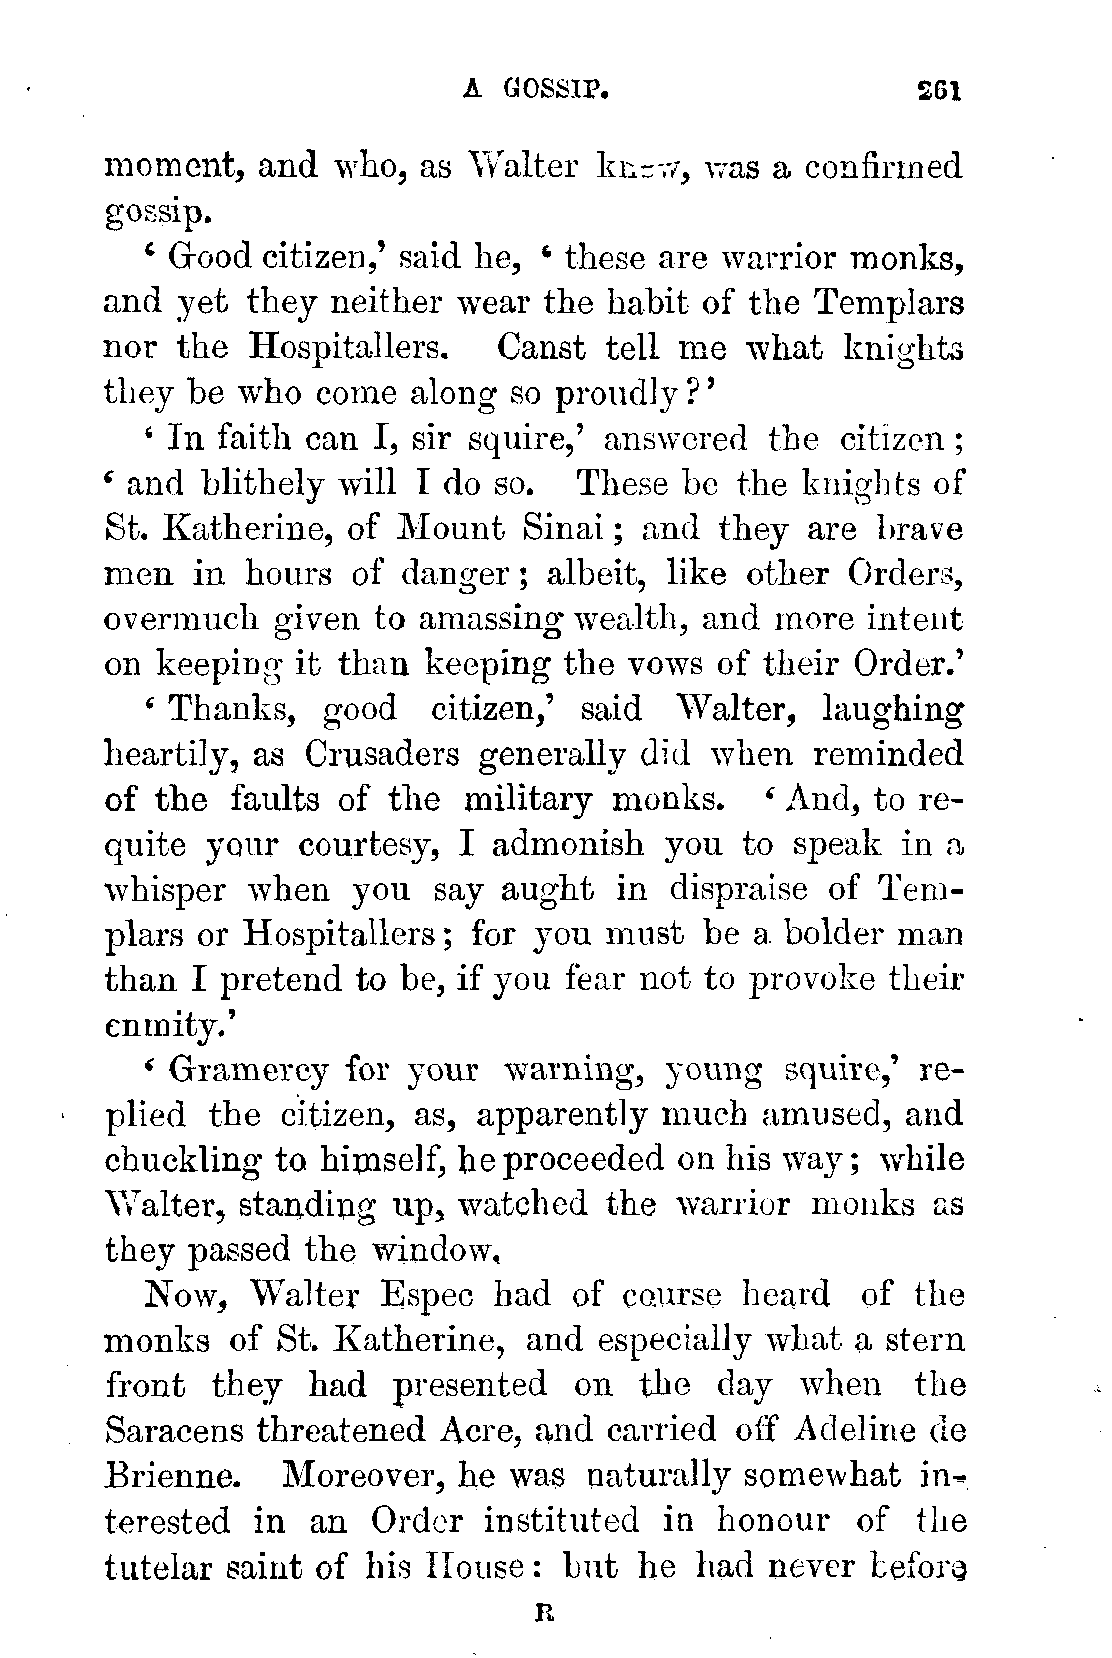 A GOSSIP. 261
moment, and who, as Walter knew, was a confirmed
gossip.
‘ Good citizen,’ said he, ‘ these are warrior monks,
and yet they neither wear the habit of the Templars
nor the Hospitallers. Canst tell me what knights
they be who come along so proudly?’
‘ In faith can I, sir squire,’ answered the citizen ;
‘ and blithely will I do so. These be the knights of
St. Katherine, of Mount Sinai ; and they are brave
men in hours of danger ; albeit, like other Orders,
overmuch given to amassing wealth, and more intent
on keeping it than keeping the vows of their Order.’
‘ Thanks, good citizen,’ said Walter, laughing
heartily, as Crusaders generally did when reminded
of the faults of the military monks. ‘ And, to re-
quite your courtesy, I admonish you to speak in a
whisper when you say aught in dispraise of Tem-
plars or Hospitallers ; for you must be a bolder man
than I pretend to be, if you fear not to provoke their
enmity.’
‘ Gramercy for your warning, young squire,’ re-
plied the citizen, as, apparently much amused, and
chuckling to himself, he proceeded on his way ; while
Walter, standing up, watched the warrior monks as
they passed the window.
Now, Walter Espec had of course heard of the
monks of St. Katherine, and especially what a stern
front they had presented on the day when the
Saracens threatened Acre, and carried off Adeline de
Brienne. Moreover, he was naturally somewhat in-
terested in an Order instituted in honour of the
tutelar saint of his House : but he had never before
R